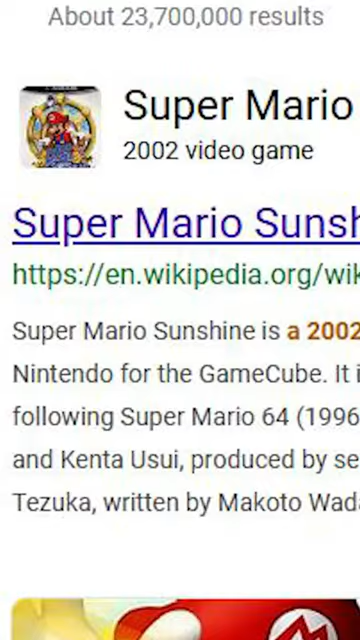 About 23,700,000 results
Super Mario
2002 video game
Super Mario Sunsh
https://en.wikipedia.org/wik
Super Mario Sunshine is a 2002
Nintendo for the GameCube. It i
following Super Mario 64 (1996
and Kenta Usui, produced by se
Tezuka, written by Makoto Wada